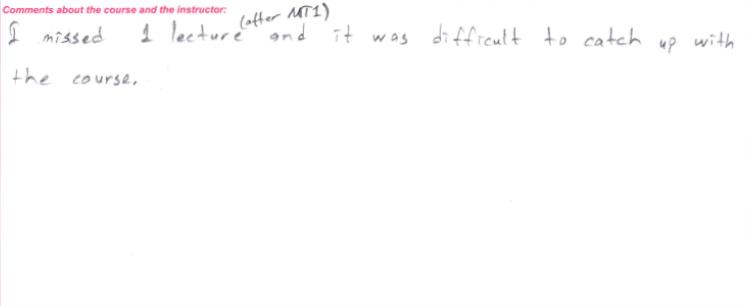 Comments about the course and the instructor:
(after MT1)
I missed 1 lecture and it was difficult to catch up with
the course.